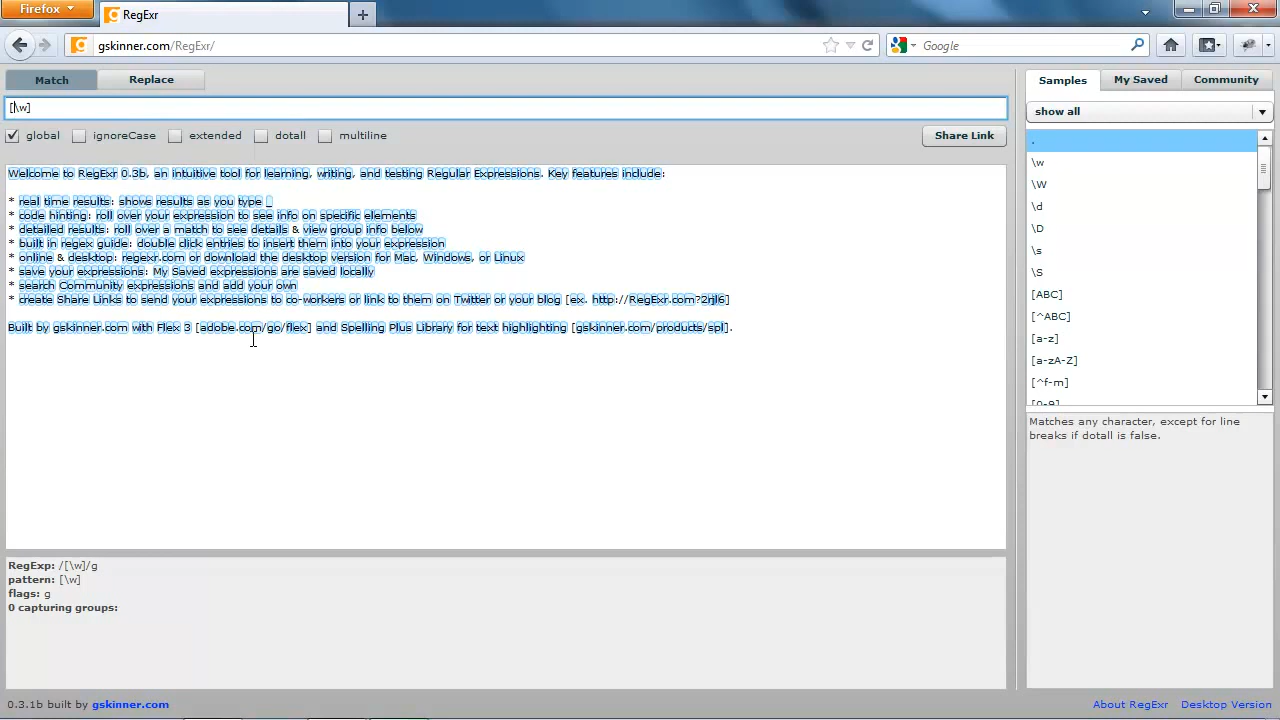 Firefox
RegExr
gskinner.com/RegExr/
Google
Match
Replace
[\w]
global
ignoreCase
extended
dotall
multiline
Share Link
Welcome to RegExr 0.3b, an intuitive tool for learning, writing, and testing Regular Expressions. Key features include:
* real time results: shows results as you type _
* code hinting: roll over your expression to see info on specific elements
* detailed results: roll over a match to see details & view group info below
* built in regex guide: double click entries to insert them into your expression
* online & desktop: regexr.com or download the desktop version for Mac, Windows, or Linux
* save your expressions: My Saved expressions are saved locally
* search Community expressions and add your own
* create Share Links to send your expressions to co-workers or link to them on Twitter or your blog [ex. http://RegExr.com?2rjl6]
Built by gskinner.com with Flex 3 [adobe.com/go/flex] and Spelling Plus Library for text highlighting [gskinner.com/products/spl].
RegExp: /[\w]/g
pattern: [\w]
flags: g
0 capturing groups:
Samples
My Saved
Community
show all
.
\w
\W
\d
\D
\s
\S
[ABC]
[^ABC]
[a-z]
[a-zA-Z]
[^f-m]
[0-9]
Matches any character, except for line
breaks if dotall is false.
0.3.1b built by gskinner.com
About RegExr
Desktop Version